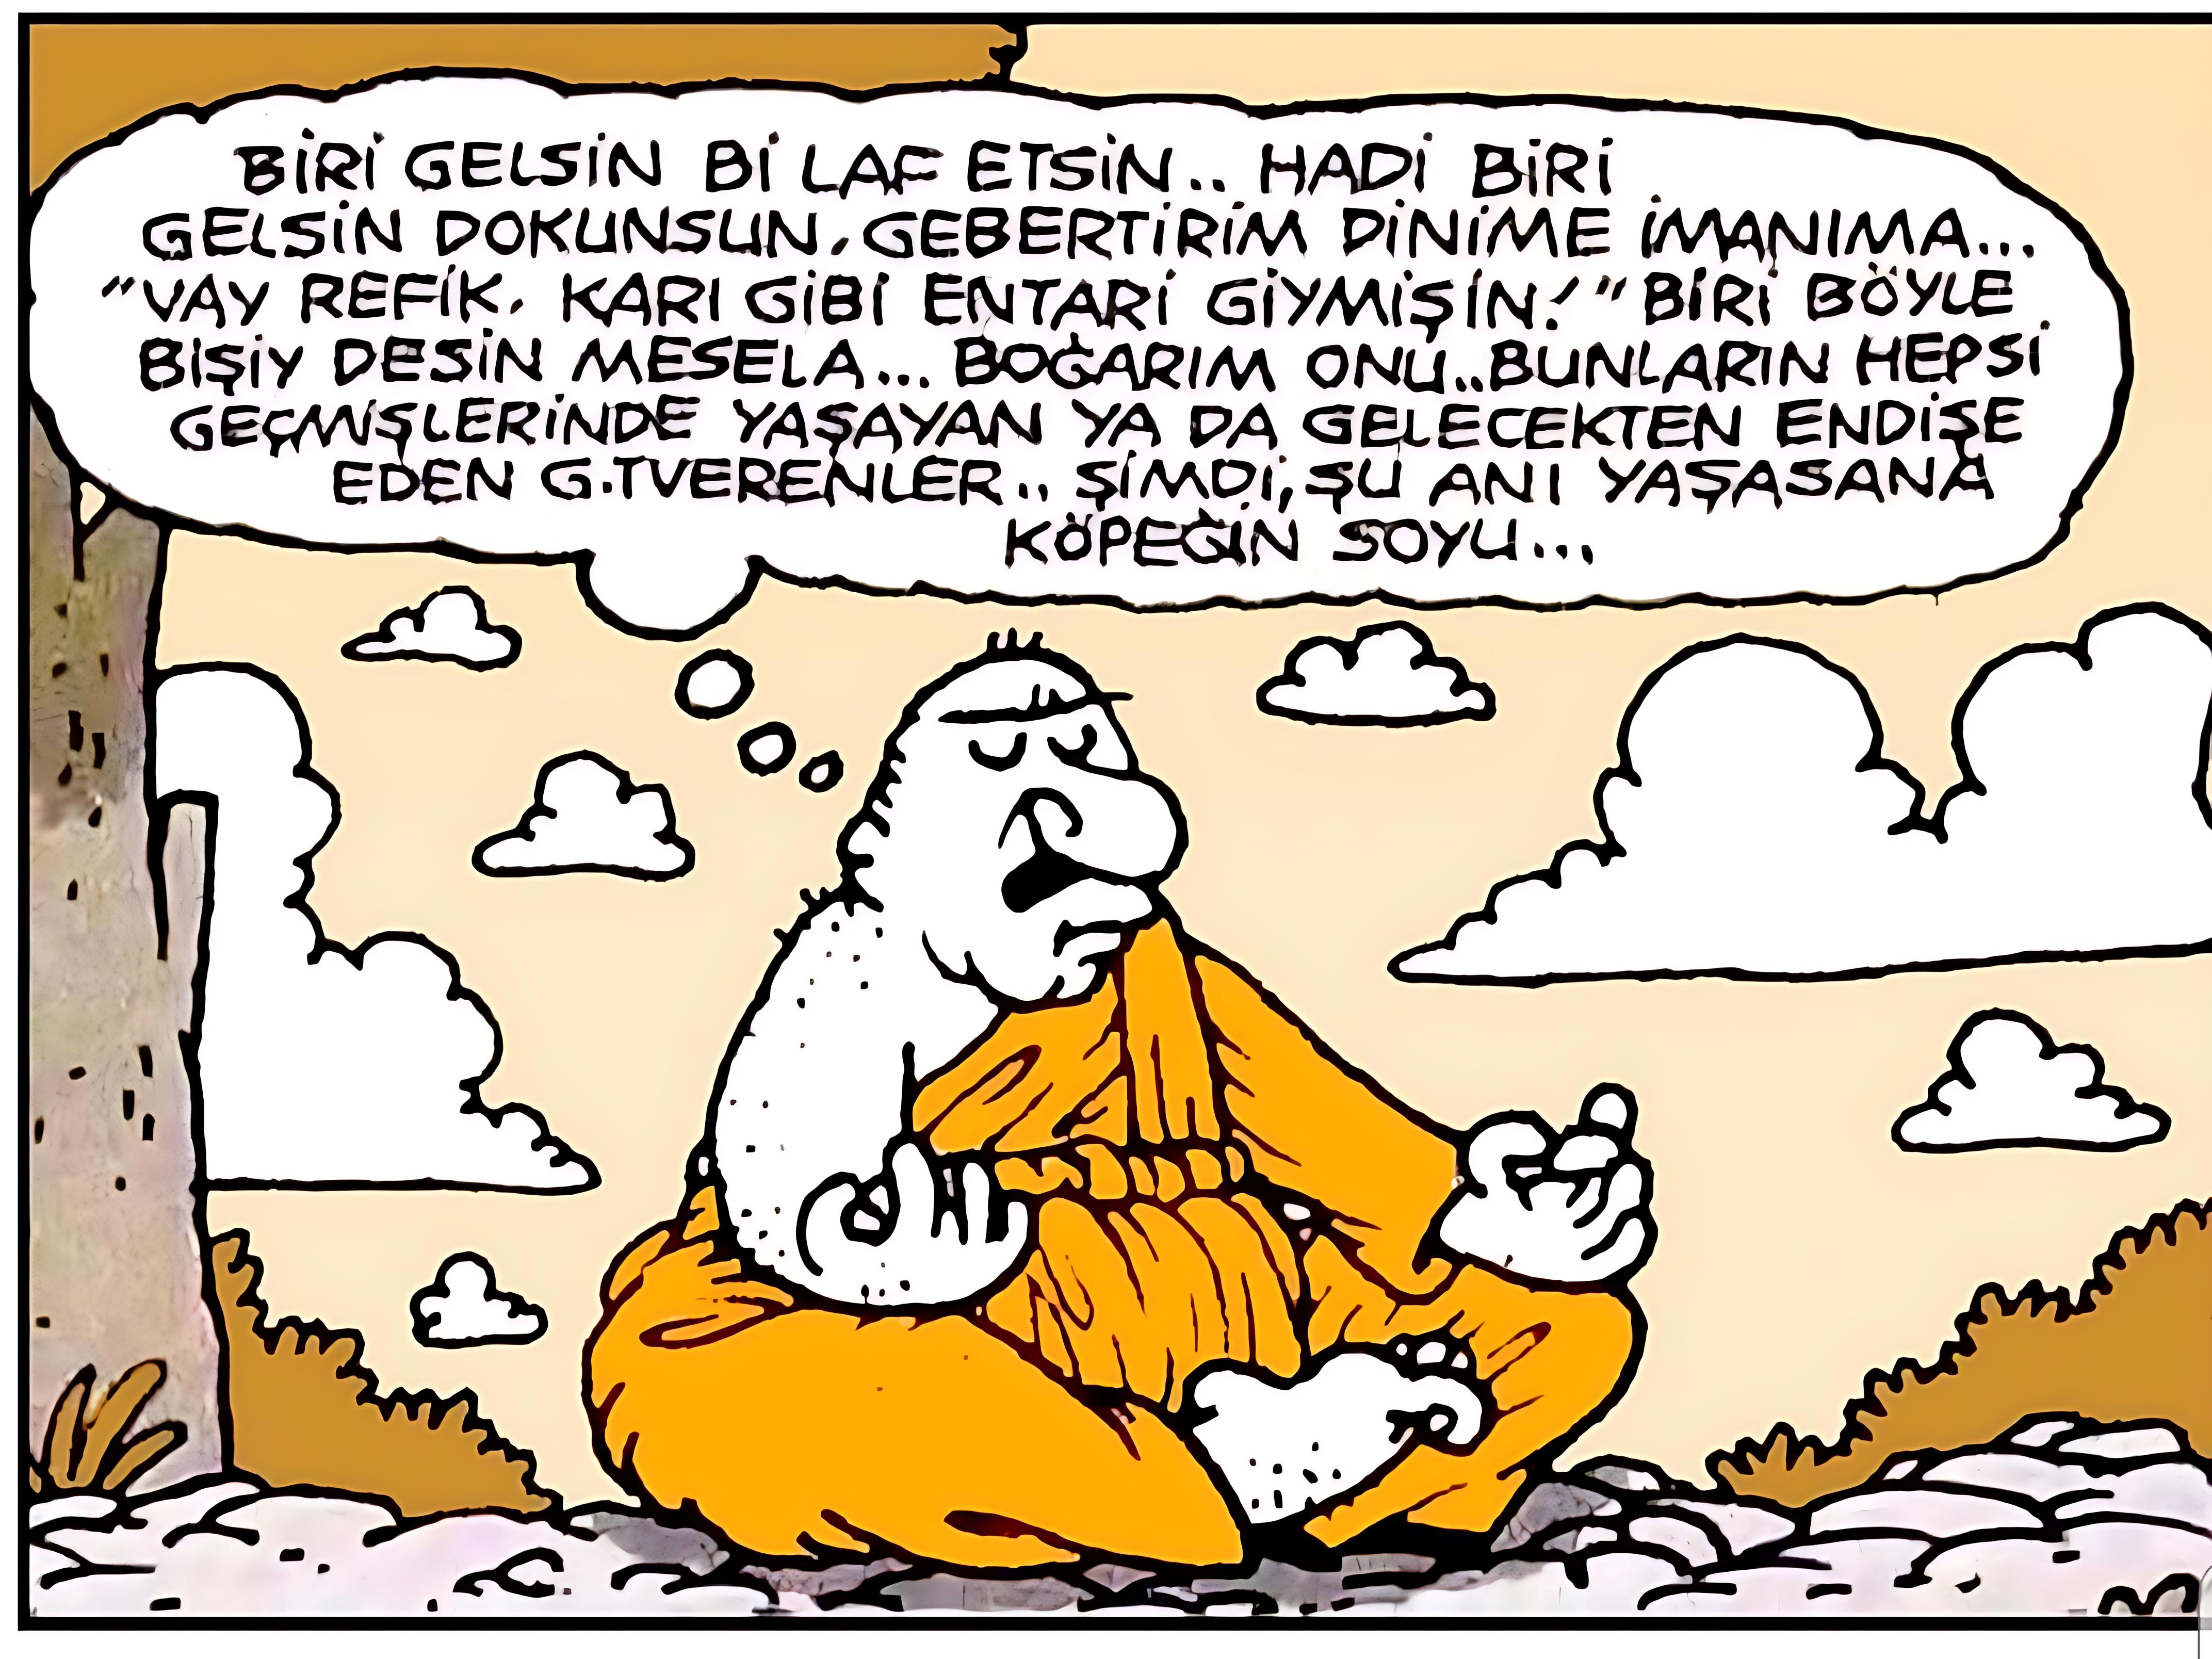 BİRİ GELSİN Bİ LAF ETSİN.. HADİ BİRİ
GELSİN DOKUNSUN, GEBERTİRİM DİNİME İMANIMA...
"VAY REFİK, KARI GİBİ ENTARİ GİYMİŞİN!" BİRİ BÖYLE
BİŞİY DESİN MESELA... BOĞARIM ONU..BUNLARIN HEPSİ
GEÇMİŞLERİNDE YAŞAYAN YA DA GELECEKTEN ENDİŞE
EDEN G.TVERENLER.. ŞİMDİ, ŞU ANI YAŞASANA
KÖPEĞİN SOYU...